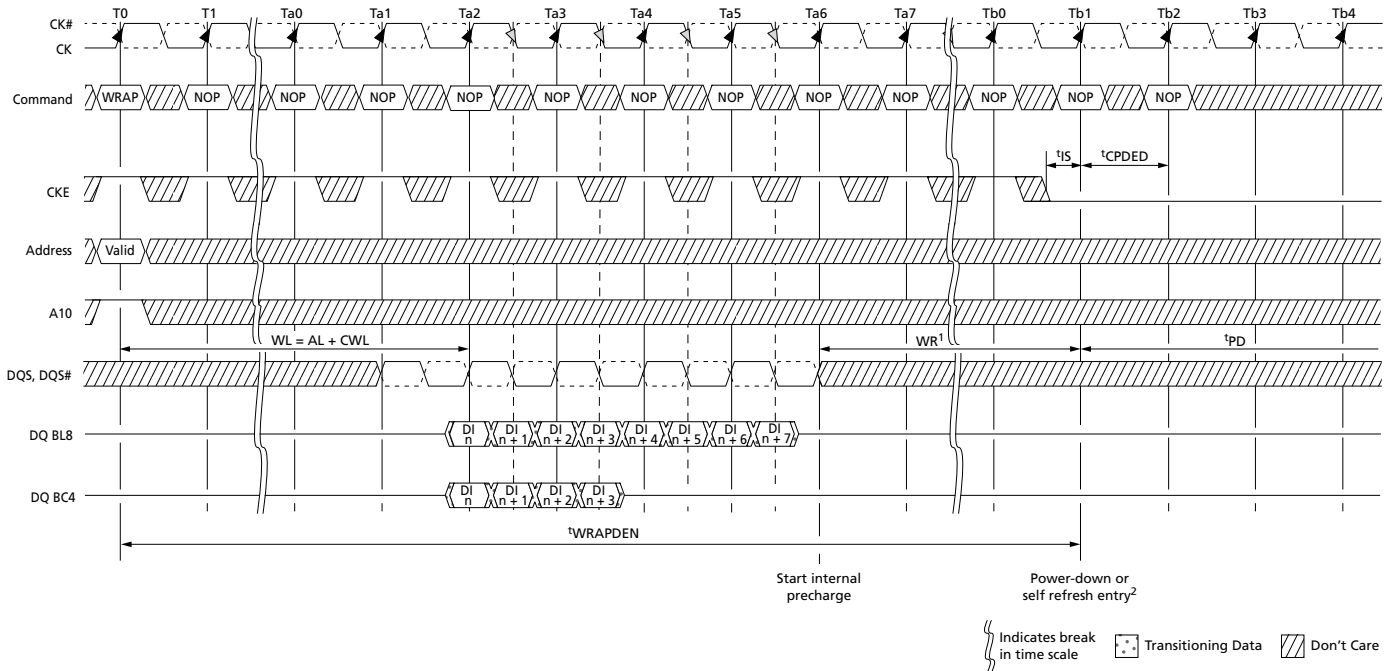 T0 T1 Ta0 Ta1 Ta2 Ta3 Ta4 Ta5 Ta6 Ta7 Tb0 Tb1 Tb2 Tb3 Tb4
CK#
CK
Command WRAP NOP NOP NOP NOP NOP NOP NOP NOP NOP NOP NOP NOP
tIS tCPDED
CKE
Address Valid
A10
WL = AL + CWL WR1 tPD
DQS, DQS#
DQ BL8 DI n DI n + 1 DI n + 2 DI n + 3 DI n + 4 DI n + 5 DI n + 6 DI n + 7
DQ BC4 DI n DI n + 1 DI n + 2 DI n + 3
tWRAPDEN
Start internal
precharge
Power-down or
self refresh entry2
Indicates break
in time scale
Transitioning Data
Don't Care